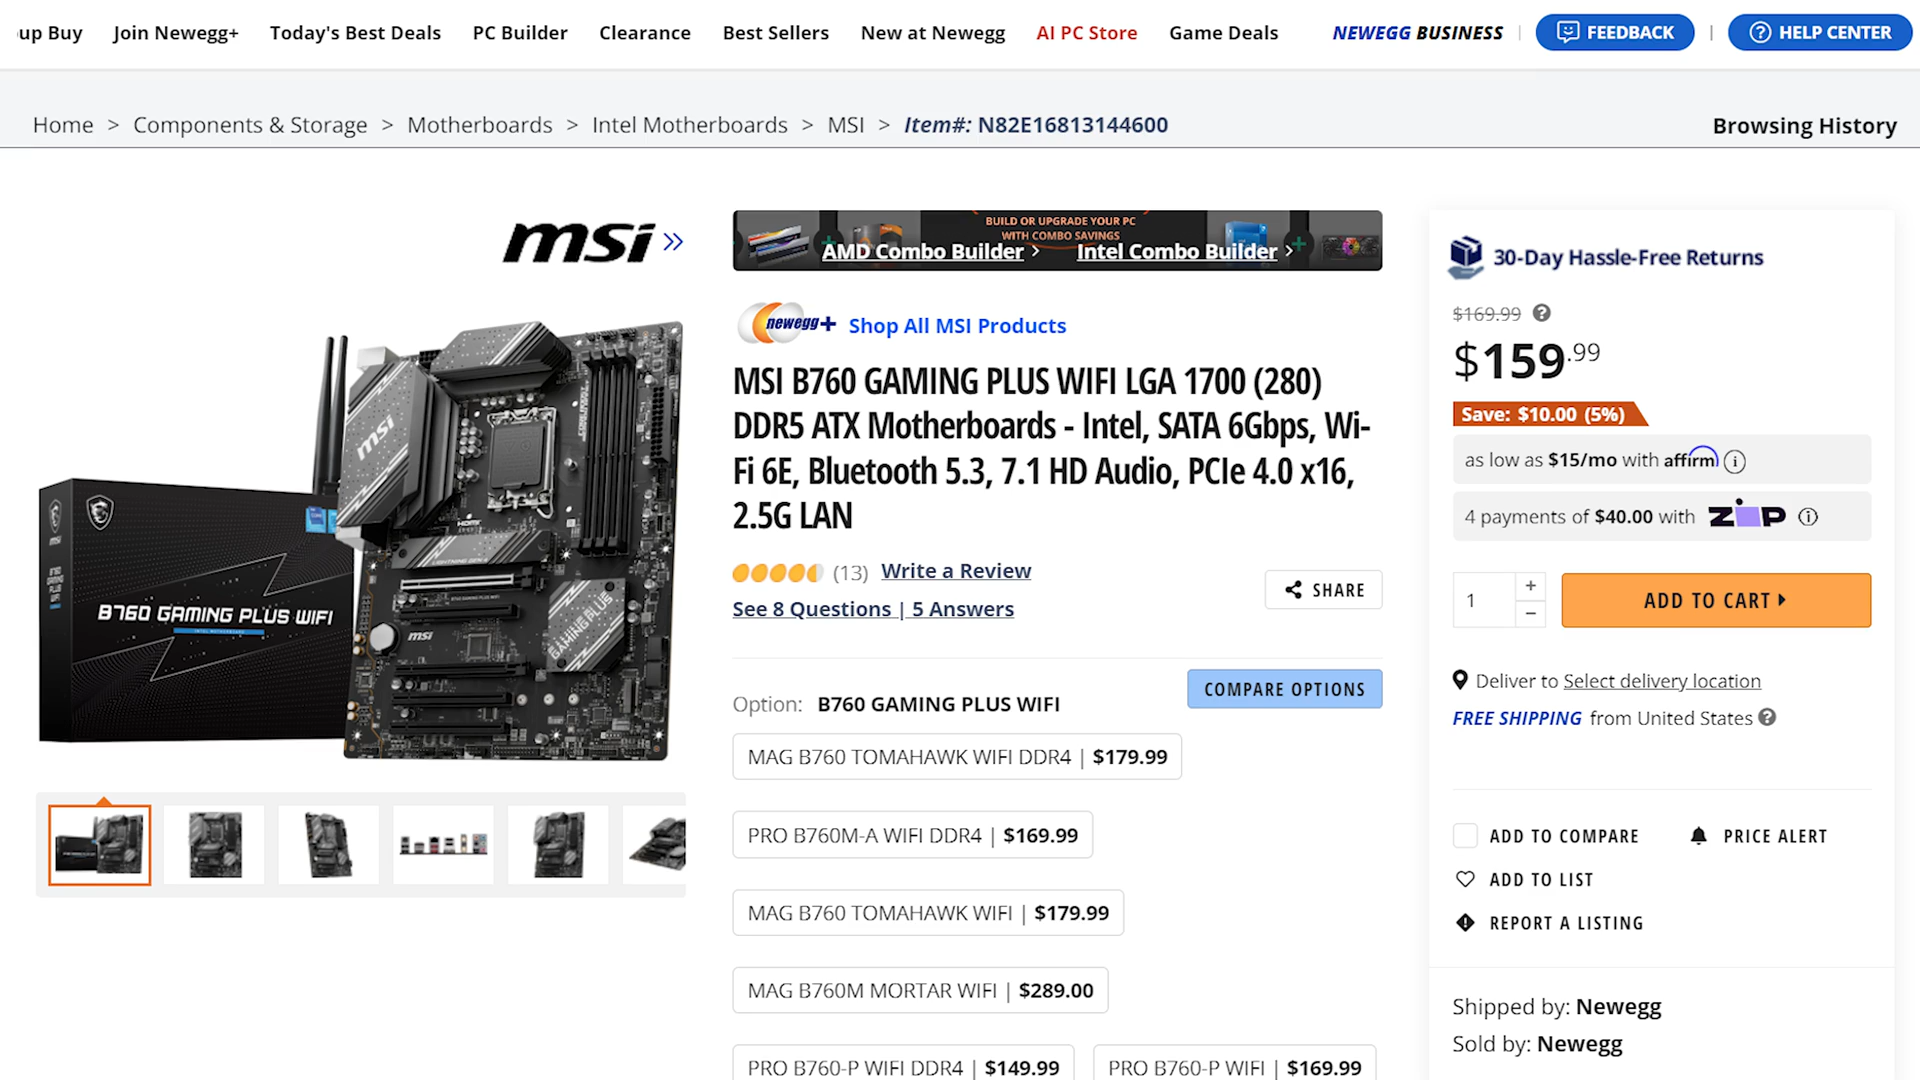 up Buy
Join Newegg+
Today's Best Deals
PC Builder
Clearance
Best Sellers
New at Newegg
AI PC Store
Game Deals
NEWEGG BUSINESS
FEEDBACK
HELP CENTER
Home > Components & Storage > Motherboards > Intel Motherboards > MSI > Item#: N82E16813144600
Browsing History
msi
B760 GAMING PLUS WIFI
msi
GAMING PLUS
msi
BUILD OR UPGRADE YOUR PC
WITH COMBO SAVINGS
AMD Combo Builder >
Intel Combo Builder >
newegg+
Shop All MSI Products
MSI B760 GAMING PLUS WIFI LGA 1700 (280)
DDR5 ATX Motherboards - Intel, SATA 6Gbps, Wi-
Fi 6E, Bluetooth 5.3, 7.1 HD Audio, PCIe 4.0 x16,
2.5G LAN
(13) Write a Review
See 8 Questions | 5 Answers
SHARE
Option: B760 GAMING PLUS WIFI
COMPARE OPTIONS
MAG B760 TOMAHAWK WIFI DDR4 | $179.99
PRO B760M-A WIFI DDR4 | $169.99
MAG B760 TOMAHAWK WIFI | $179.99
MAG B760M MORTAR WIFI | $289.00
PRO B760-P WIFI DDR4 | $149.99
PRO B760-P WIFI | $169.99
30-Day Hassle-Free Returns
$169.99
$159.99
Save: $10.00 (5%)
as low as $15/mo with affirm
4 payments of $40.00 with ZIP
1
+
−
ADD TO CART
Deliver to Select delivery location
FREE SHIPPING from United States
ADD TO COMPARE
PRICE ALERT
ADD TO LIST
REPORT A LISTING
Shipped by: Newegg
Sold by: Newegg